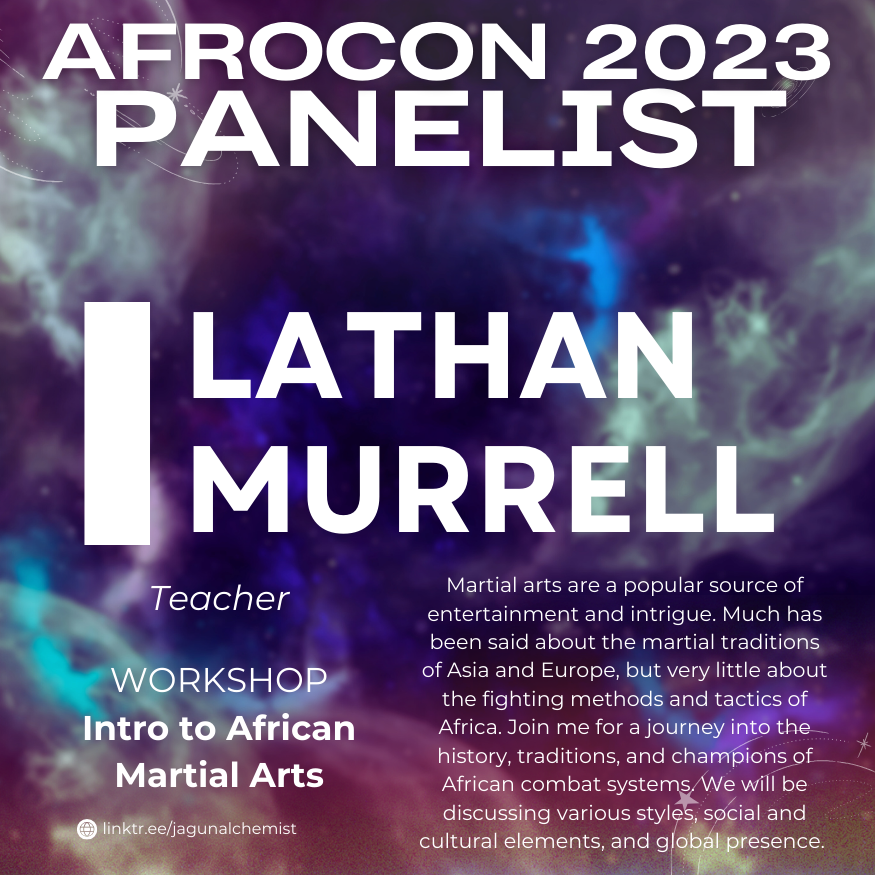 AFROCON 2023
PANELIST
LATHAN
MURRELL
Teacher
WORKSHOP
Intro to African
Martial Arts
linktr.ee/jagunalchemist
Martial arts are a popular source of
entertainment and intrigue. Much has
been said about the martial traditions
of Asia and Europe, but very little about
the fighting methods and tactics of
Africa. Join me for a journey into the
history, traditions, and champions of
African combat systems. We will be
discussing various styles, social and
cultural elements, and global presence.